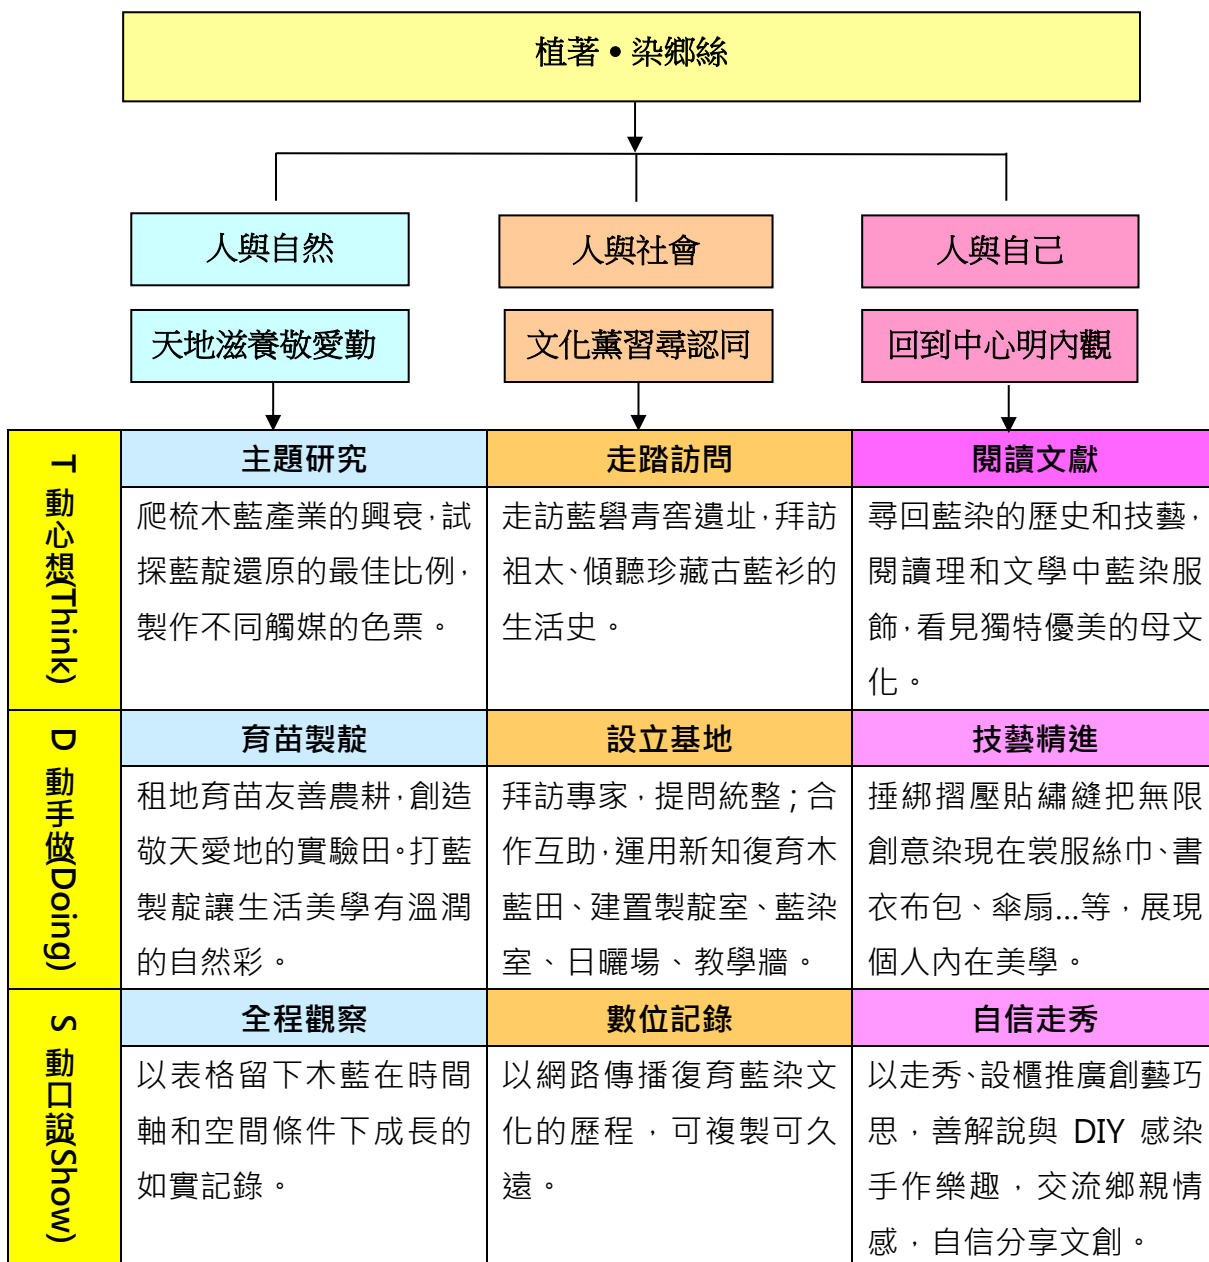 植著•染鄉絲
人與自然
人與社會
人與自己
天地滋養敬愛勤
文化薰習尋認同
回到中心明內觀
T 動心想(Think)
主題研究
爬梳木藍產業的興衰，試
探藍靛還原的最佳比例，
製作不同觸媒的色票。
走踏訪問
走訪藍礐青窖遺址，拜訪
祖太、傾聽珍藏古藍衫的
生活史。
閱讀文獻
尋回藍染的歷史和技藝，
閱讀理和文學中藍染服
飾，看見獨特優美的母文
化。
D 動手做(Doing)
育苗製靛
租地育苗友善農耕，創造
敬天愛地的實驗田。打藍
製靛讓生活美學有溫潤
的自然彩。
設立基地
拜訪專家，提問統整；合
作互助，運用新知復育木
藍田、建置製靛室、藍染
室、日曬場、教學牆。
技藝精進
捶綁摺壓貼繡縫把無限
創意染現在裳服絲巾、書
衣布包、傘扇...等，展現
個人內在美學。
S 動口說(Show)
全程觀察
以表格留下木藍在時間
軸和空間條件下成長的
如實記錄。
數位記錄
以網路傳播復育藍染文
化的歷程，可複製可久
遠。
自信走秀
以走秀、設櫃推廣創藝巧
思，善解說與 DIY 感染
手作樂趣，交流鄉親情
感，自信分享文創。